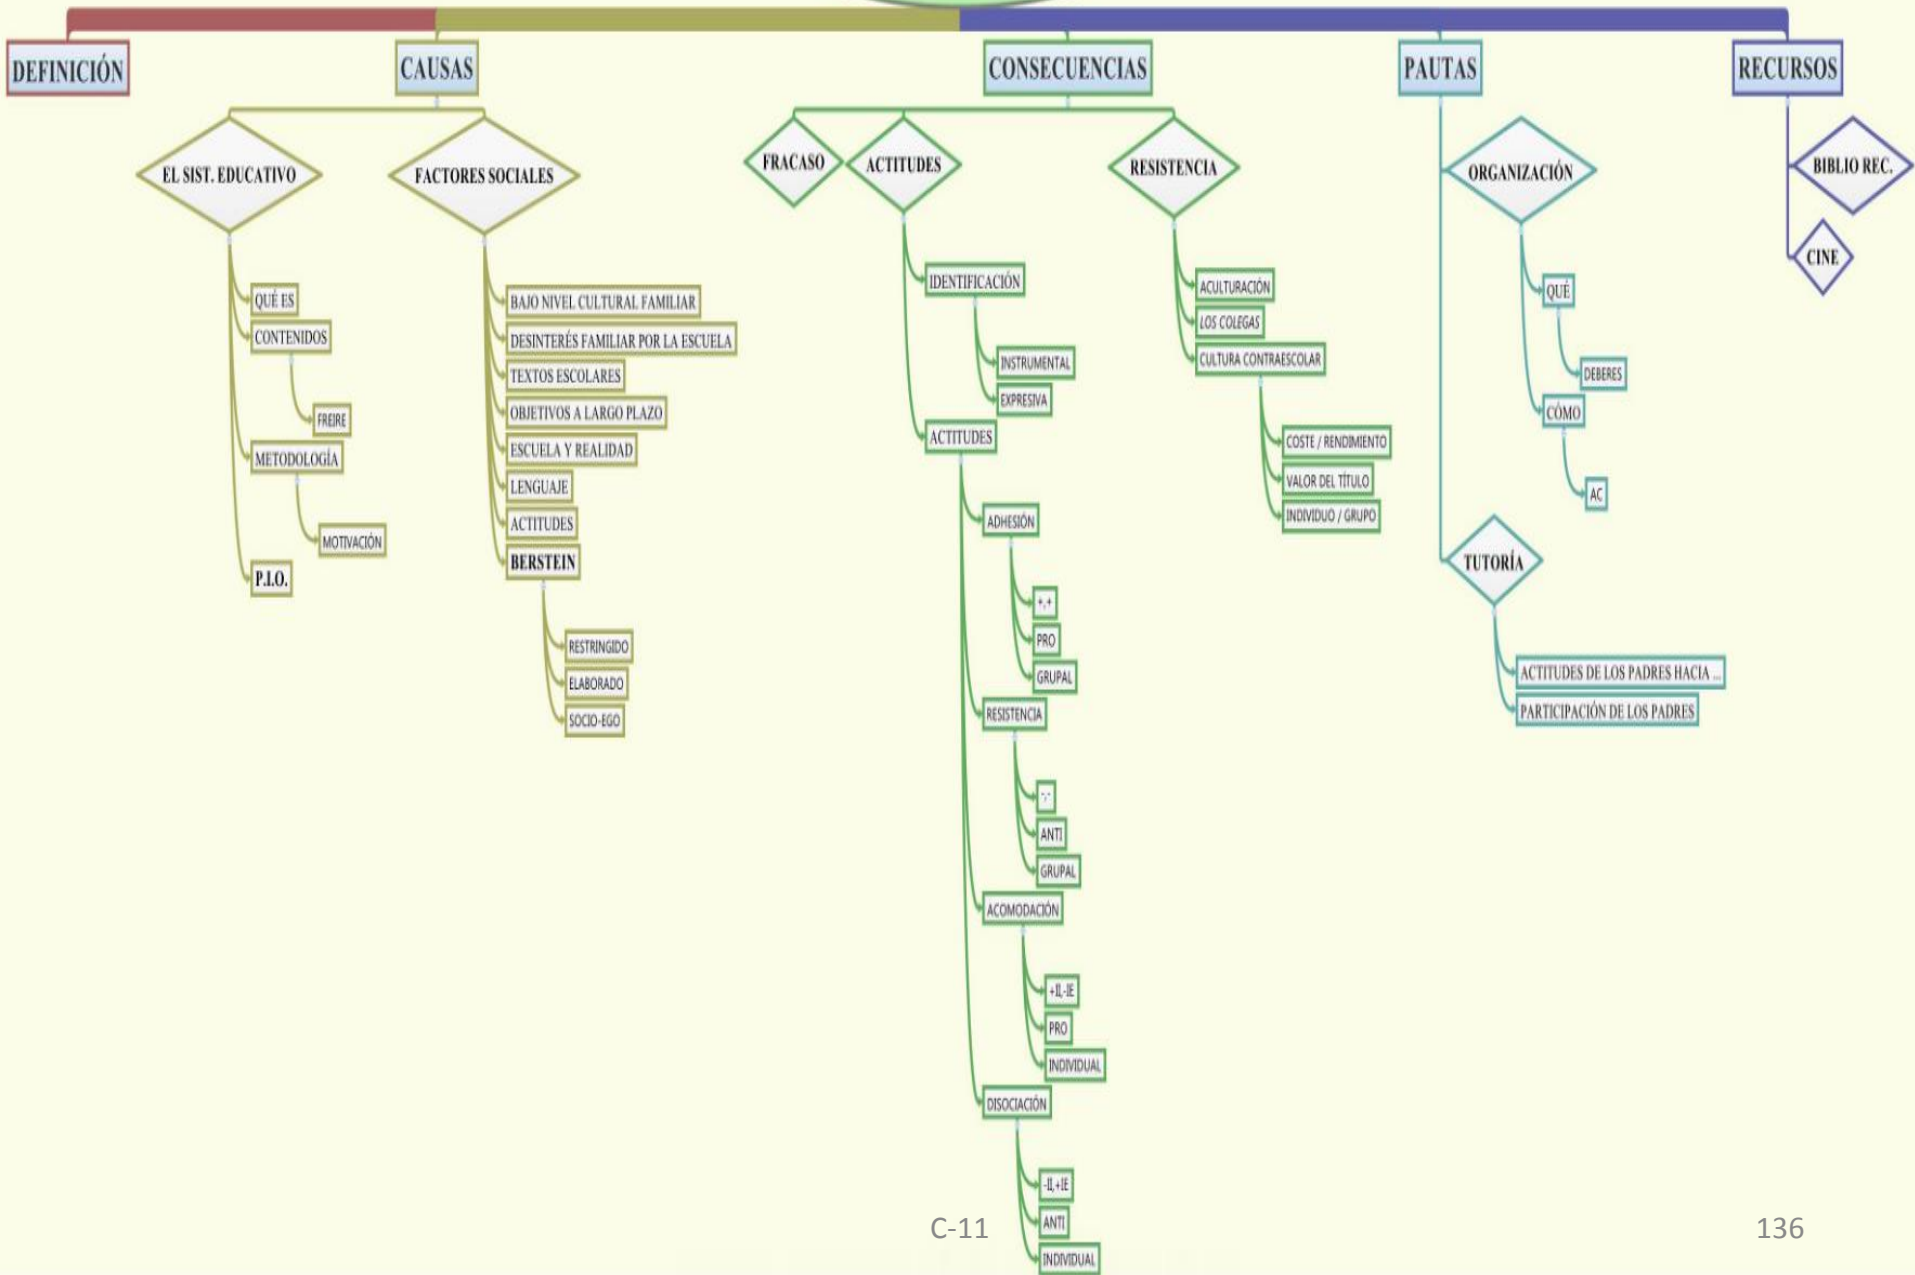 DEFINICIÓN
CAUSAS
CONSECUENCIAS
PAUTAS
RECURSOS
EL SIST. EDUCATIVO
QUÉ ES
CONTENIDOS
FREIRE
METODOLOGÍA
MOTIVACIÓN
P.I.O.
FACTORES SOCIALES
BAJO NIVEL CULTURAL FAMILIAR
DESINTERÉS FAMILIAR POR LA ESCUELA
TEXTOS ESCOLARES
OBJETIVOS A LARGO PLAZO
ESCUELA Y REALIDAD
LENGUAJE
ACTITUDES
BERSTEIN
RESTRINGIDO
ELABORADO
SOCIO-EGO
FRACASO
ACTITUDES
IDENTIFICACIÓN
INSTRUMENTAL
EXPRESIVA
ACTITUDES
ADHESIÓN
+,+
PRO
GRUPAL
RESISTENCIA
-,-
ANTI
GRUPAL
ACOMODACIÓN
+II,-IE
PRO
INDIVIDUAL
DISOCIACIÓN
-II,+IE
ANTI
INDIVIDUAL
RESISTENCIA
ACULTURACIÓN
LOS COLEGAS
CULTURA CONTRAESCOLAR
COSTE / RENDIMIENTO
VALOR DEL TÍTULO
INDIVIDUO / GRUPO
ORGANIZACIÓN
QUÉ
DEBERES
CÓMO
AC
TUTORÍA
ACTITUDES DE LOS PADRES HACIA ...
PARTICIPACIÓN DE LOS PADRES
BIBLIO REC.
CINE
C-11
136